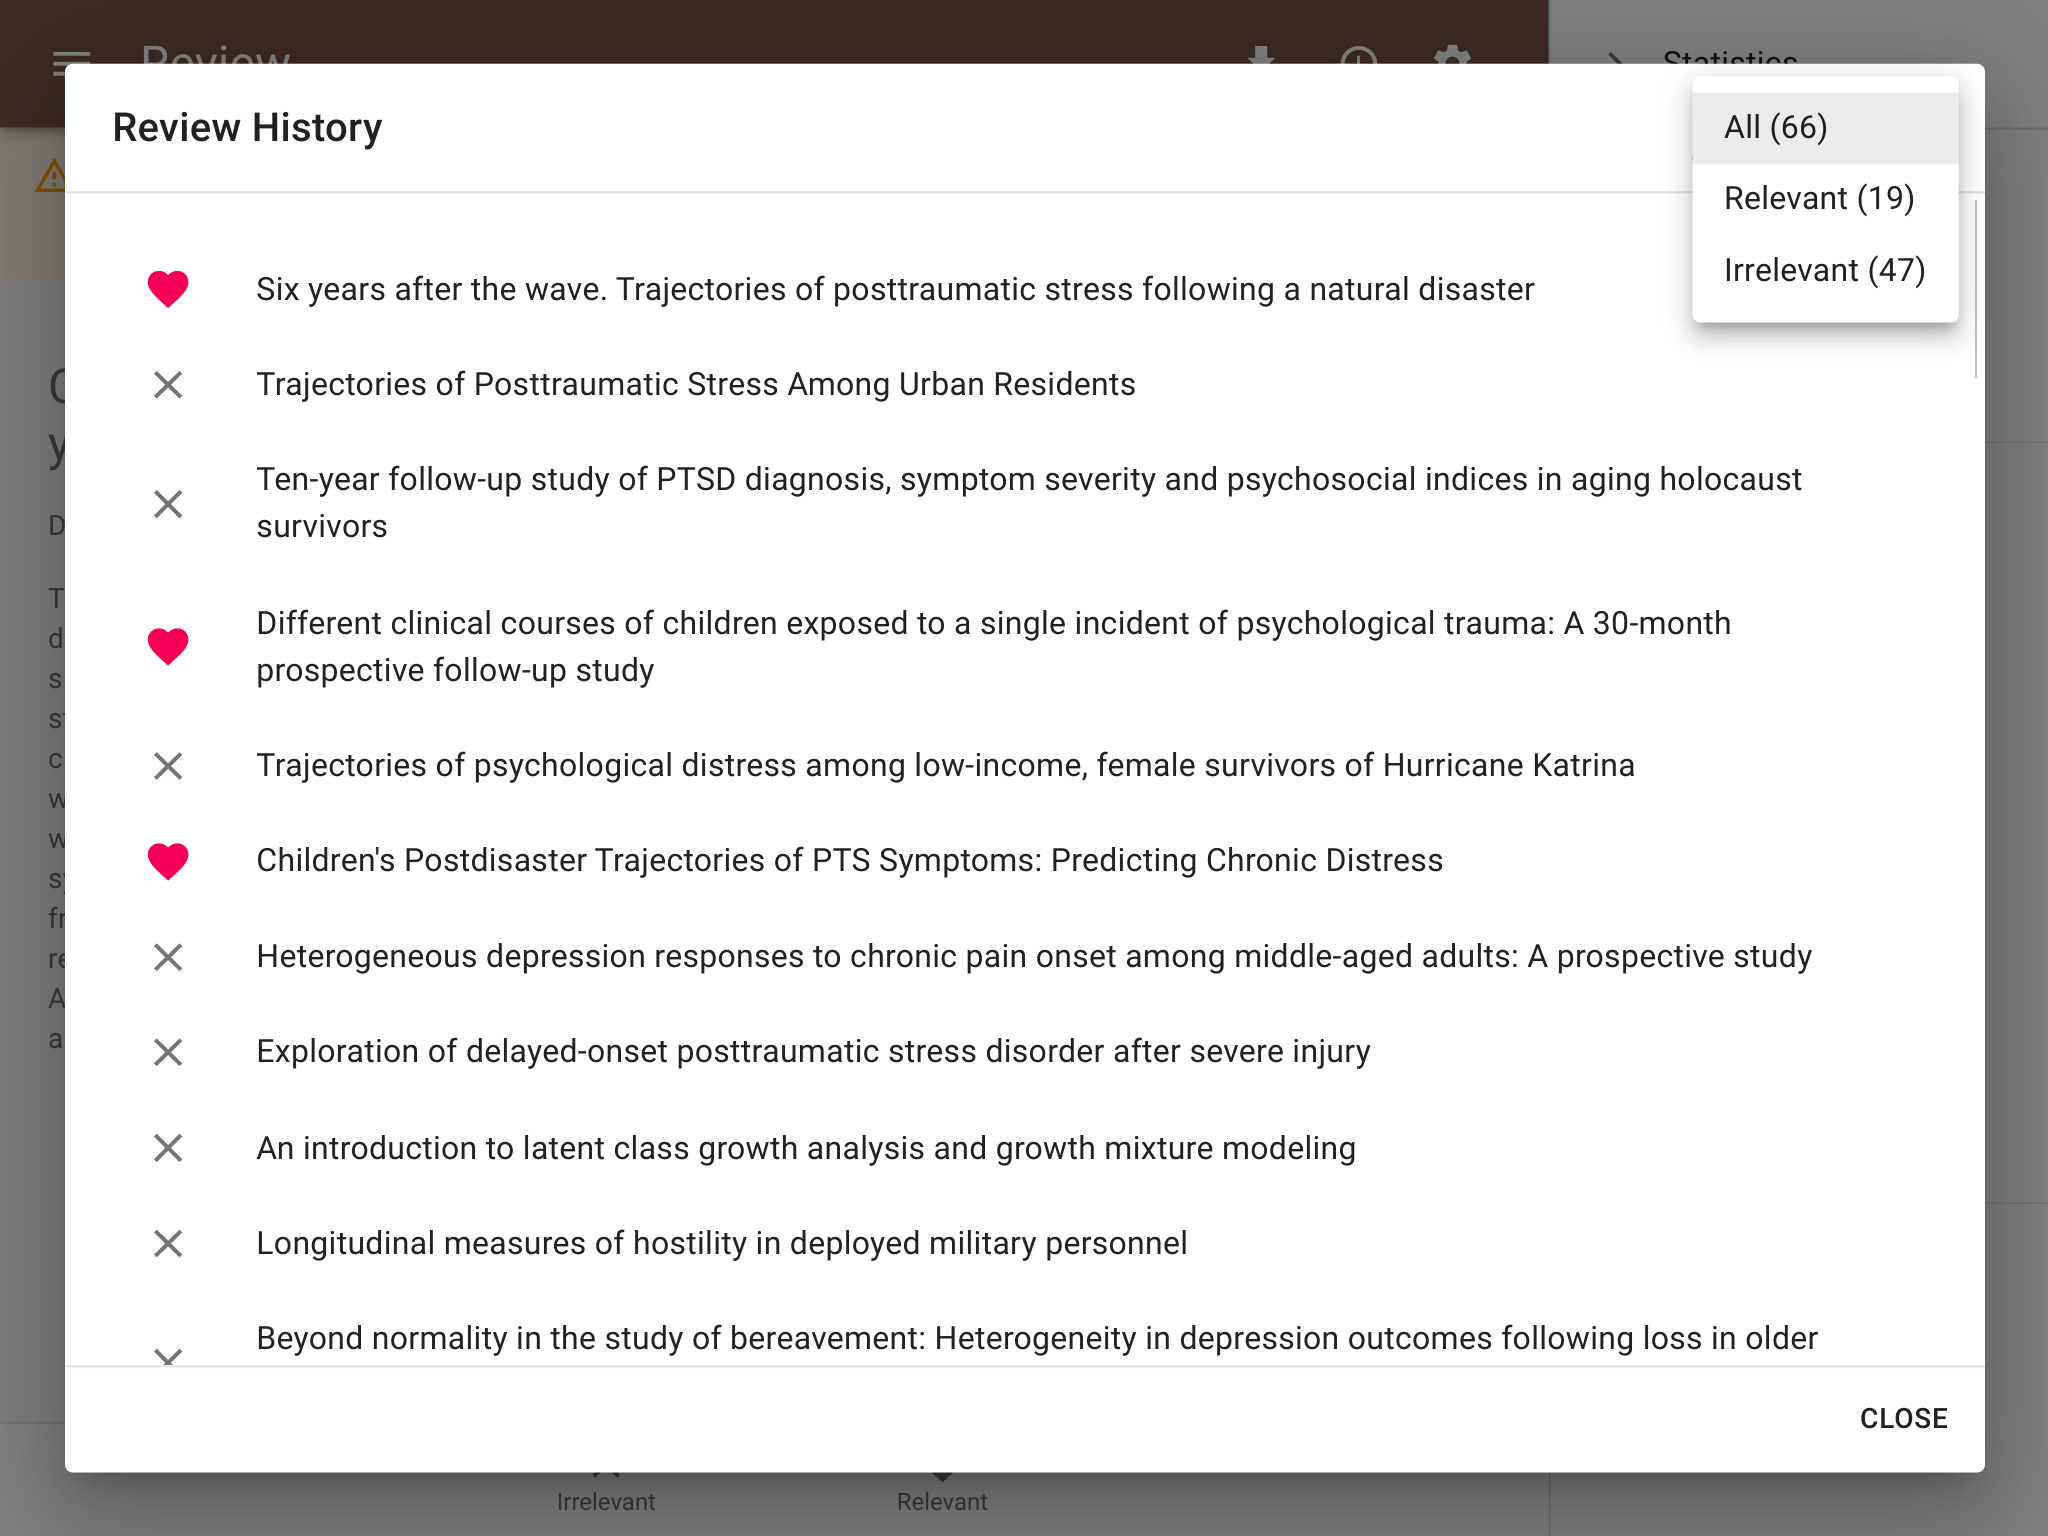 Review
Statistics
Review History
All (66)
Relevant (19)
Irrelevant (47)
Six years after the wave. Trajectories of posttraumatic stress following a natural disaster
Trajectories of Posttraumatic Stress Among Urban Residents
Ten-year follow-up study of PTSD diagnosis, symptom severity and psychosocial indices in aging holocaust
survivors
Different clinical courses of children exposed to a single incident of psychological trauma: A 30-month
prospective follow-up study
Trajectories of psychological distress among low-income, female survivors of Hurricane Katrina
Children's Postdisaster Trajectories of PTS Symptoms: Predicting Chronic Distress
Heterogeneous depression responses to chronic pain onset among middle-aged adults: A prospective study
Exploration of delayed-onset posttraumatic stress disorder after severe injury
An introduction to latent class growth analysis and growth mixture modeling
Longitudinal measures of hostility in deployed military personnel
Beyond normality in the study of bereavement: Heterogeneity in depression outcomes following loss in older
CLOSE
Irrelevant
Relevant